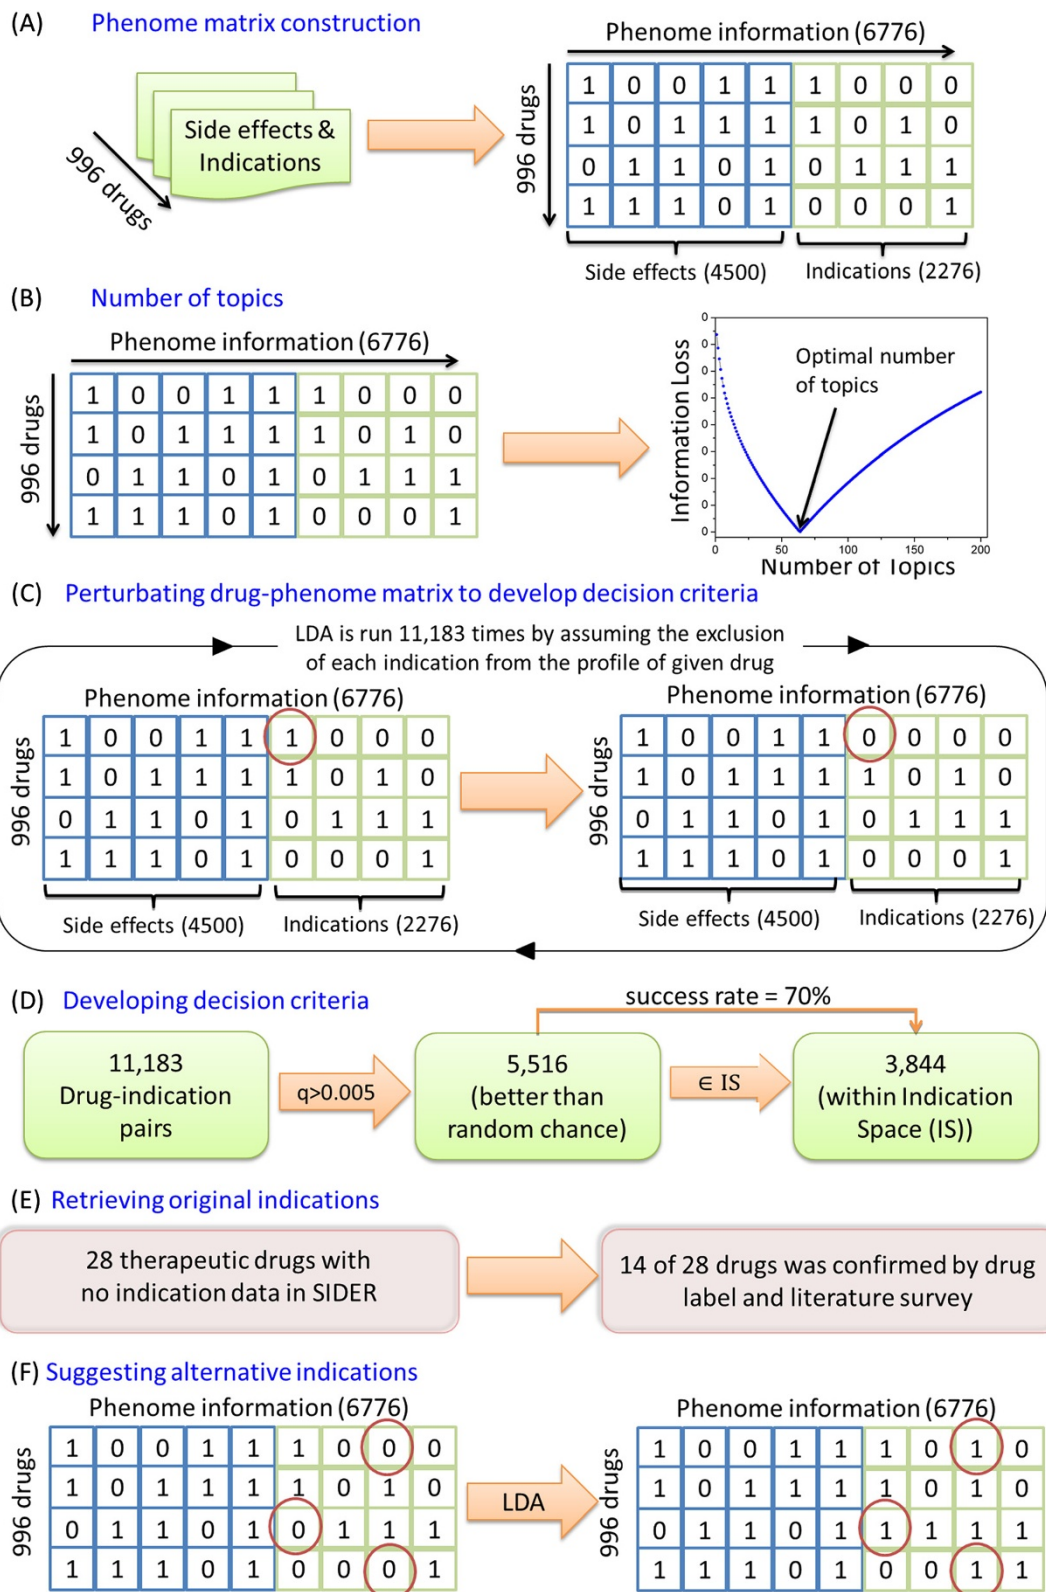 (A) Phenome matrix construction
Side effects &
Indications
996 drugs
Phenome information (6776)
996 drugs
1 0 0 1 1 1 0 0 0
1 0 1 1 1 1 0 1 0
0 1 1 0 1 0 1 1 1
1 1 1 0 1 0 0 0 1
Side effects (4500) Indications (2276)
(B) Number of topics
Phenome information (6776)
996 drugs
1 0 0 1 1 1 0 0 0
1 0 1 1 1 1 0 1 0
0 1 1 0 1 0 1 1 1
1 1 1 0 1 0 0 0 1
Information Loss
0
0
0
0
0
0
0
0
0
Optimal number
of topics
0 50 100 150 200
Number of Topics
(C) Perturbating drug-phenome matrix to develop decision criteria
LDA is run 11,183 times by assuming the exclusion
of each indication from the profile of given drug
Phenome information (6776)
996 drugs
1 0 0 1 1 1 0 0 0
1 0 1 1 1 1 0 1 0
0 1 1 0 1 0 1 1 1
1 1 1 0 1 0 0 0 1
Side effects (4500) Indications (2276)
Phenome information (6776)
996 drugs
1 0 0 1 1 0 0 0 0
1 0 1 1 1 1 0 1 0
0 1 1 0 1 0 1 1 1
1 1 1 0 1 0 0 0 1
Side effects (4500) Indications (2276)
(D) Developing decision criteria
success rate = 70%
11,183
Drug-indication
pairs
q>0.005
5,516
(better than
random chance)
∈ IS
3,844
(within Indication
Space (IS))
(E) Retrieving original indications
28 therapeutic drugs with
no indication data in SIDER
14 of 28 drugs was confirmed by drug
label and literature survey
(F) Suggesting alternative indications
Phenome information (6776)
996 drugs
1 0 0 1 1 1 0 0 0
1 0 1 1 1 1 0 1 0
0 1 1 0 1 0 1 1 1
1 1 1 0 1 0 0 0 1
LDA
Phenome information (6776)
996 drugs
1 0 0 1 1 1 0 1 0
1 0 1 1 1 1 0 1 0
0 1 1 0 1 1 1 1 1
1 1 1 0 1 0 0 1 1